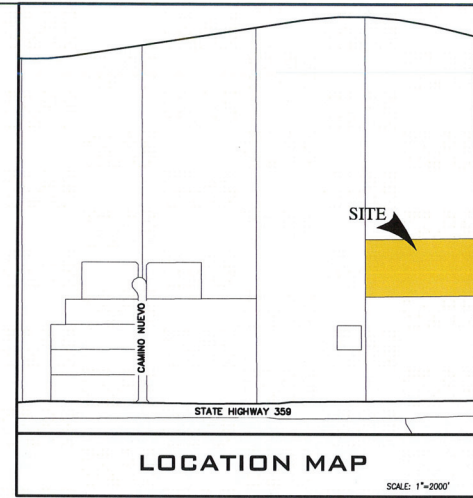 SITE
CAMINO NUEVO
STATE HIGHWAY 359
LOCATION MAP
SCALE: 1"=2000'